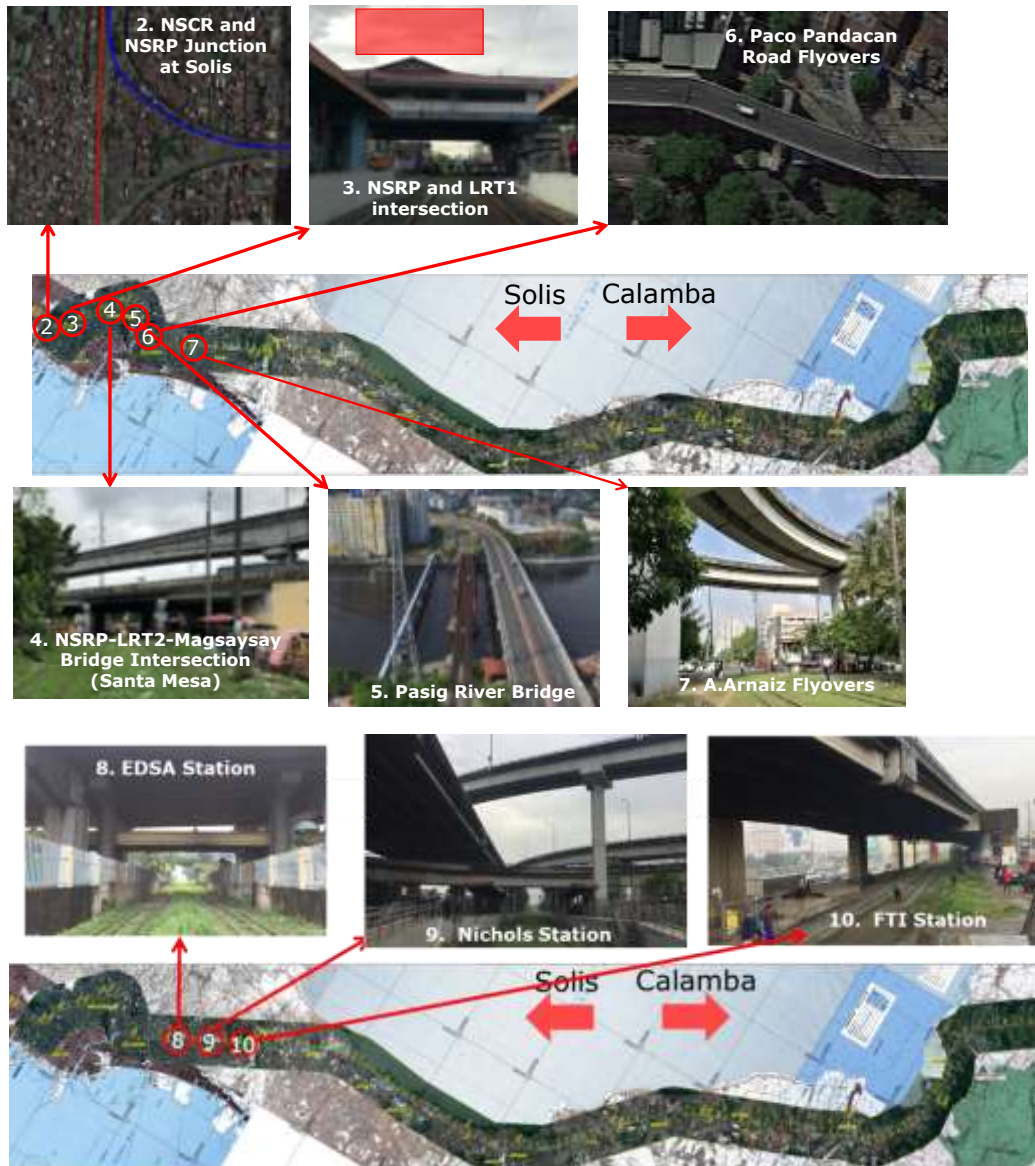 2. NSCR and
NSRP Junction
at Solis
3. NSRP and LRT1
intersection
6. Paco Pandacan
Road Flyovers
Solis
Calamba
2
3
4
5
6
7
4. NSRP-LRT2-Magsaysay
Bridge Intersection
(Santa Mesa)
5. Pasig River Bridge
7. A.Arnaiz Flyovers
8. EDSA Station
9. Nichols Station
10. FTI Station
Solis
Calamba
8
9
10